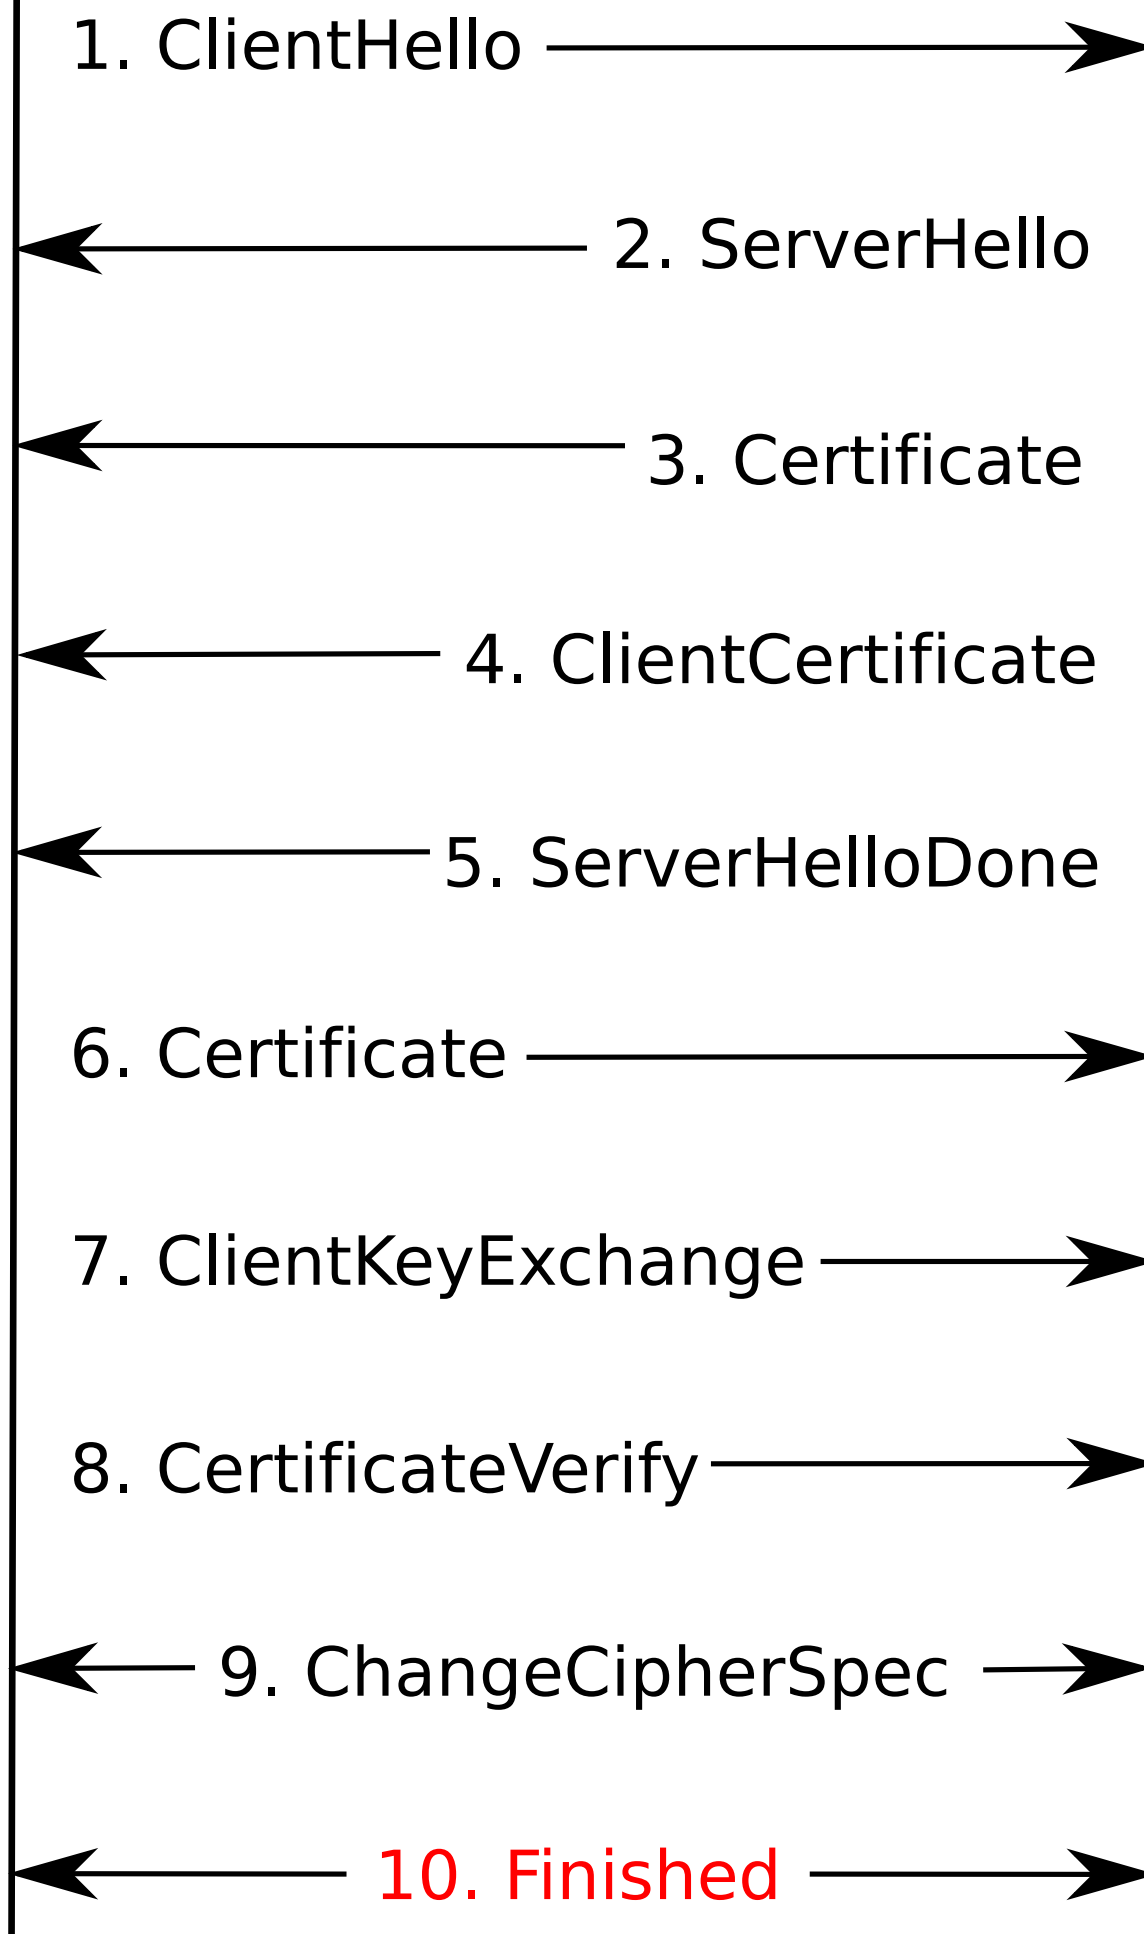 1. ClientHello
2. ServerHello
3. Certificate
4. ClientCertificate
5. ServerHelloDone
6. Certificate
7. ClientKeyExchange
8. CertificateVerify
9. ChangeCipherSpec
10. Finished